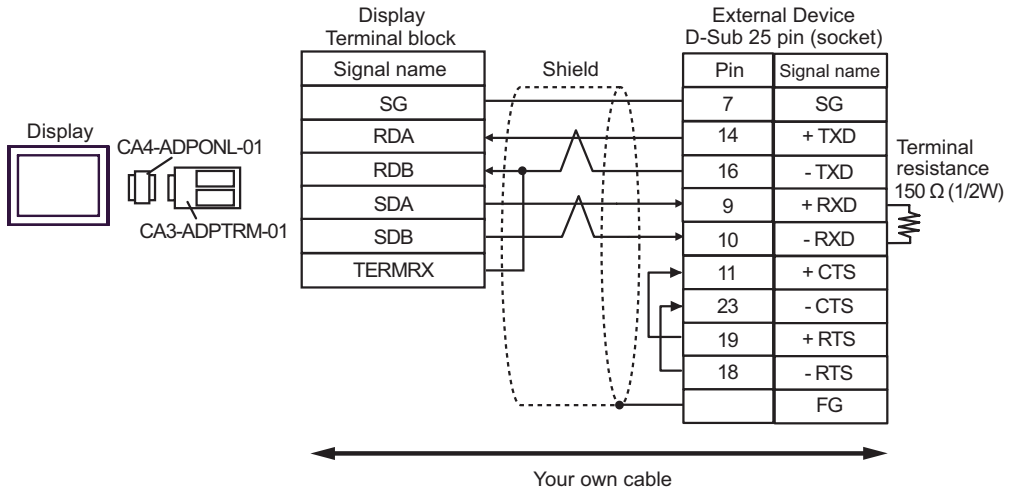 Display
Terminal block
External Device
D-Sub 25 pin (socket)
Signal name
Shield
Pin
Signal name
SG
7
SG
RDA
14
+ TXD
RDB
16
- TXD
SDA
9
+ RXD
SDB
10
- RXD
TERMRX
11
+ CTS
23
- CTS
19
+ RTS
18
- RTS
FG
Display
CA4-ADPONL-01
CA3-ADPTRM-01
Terminal
resistance
150 Ω (1/2W)
Your own cable